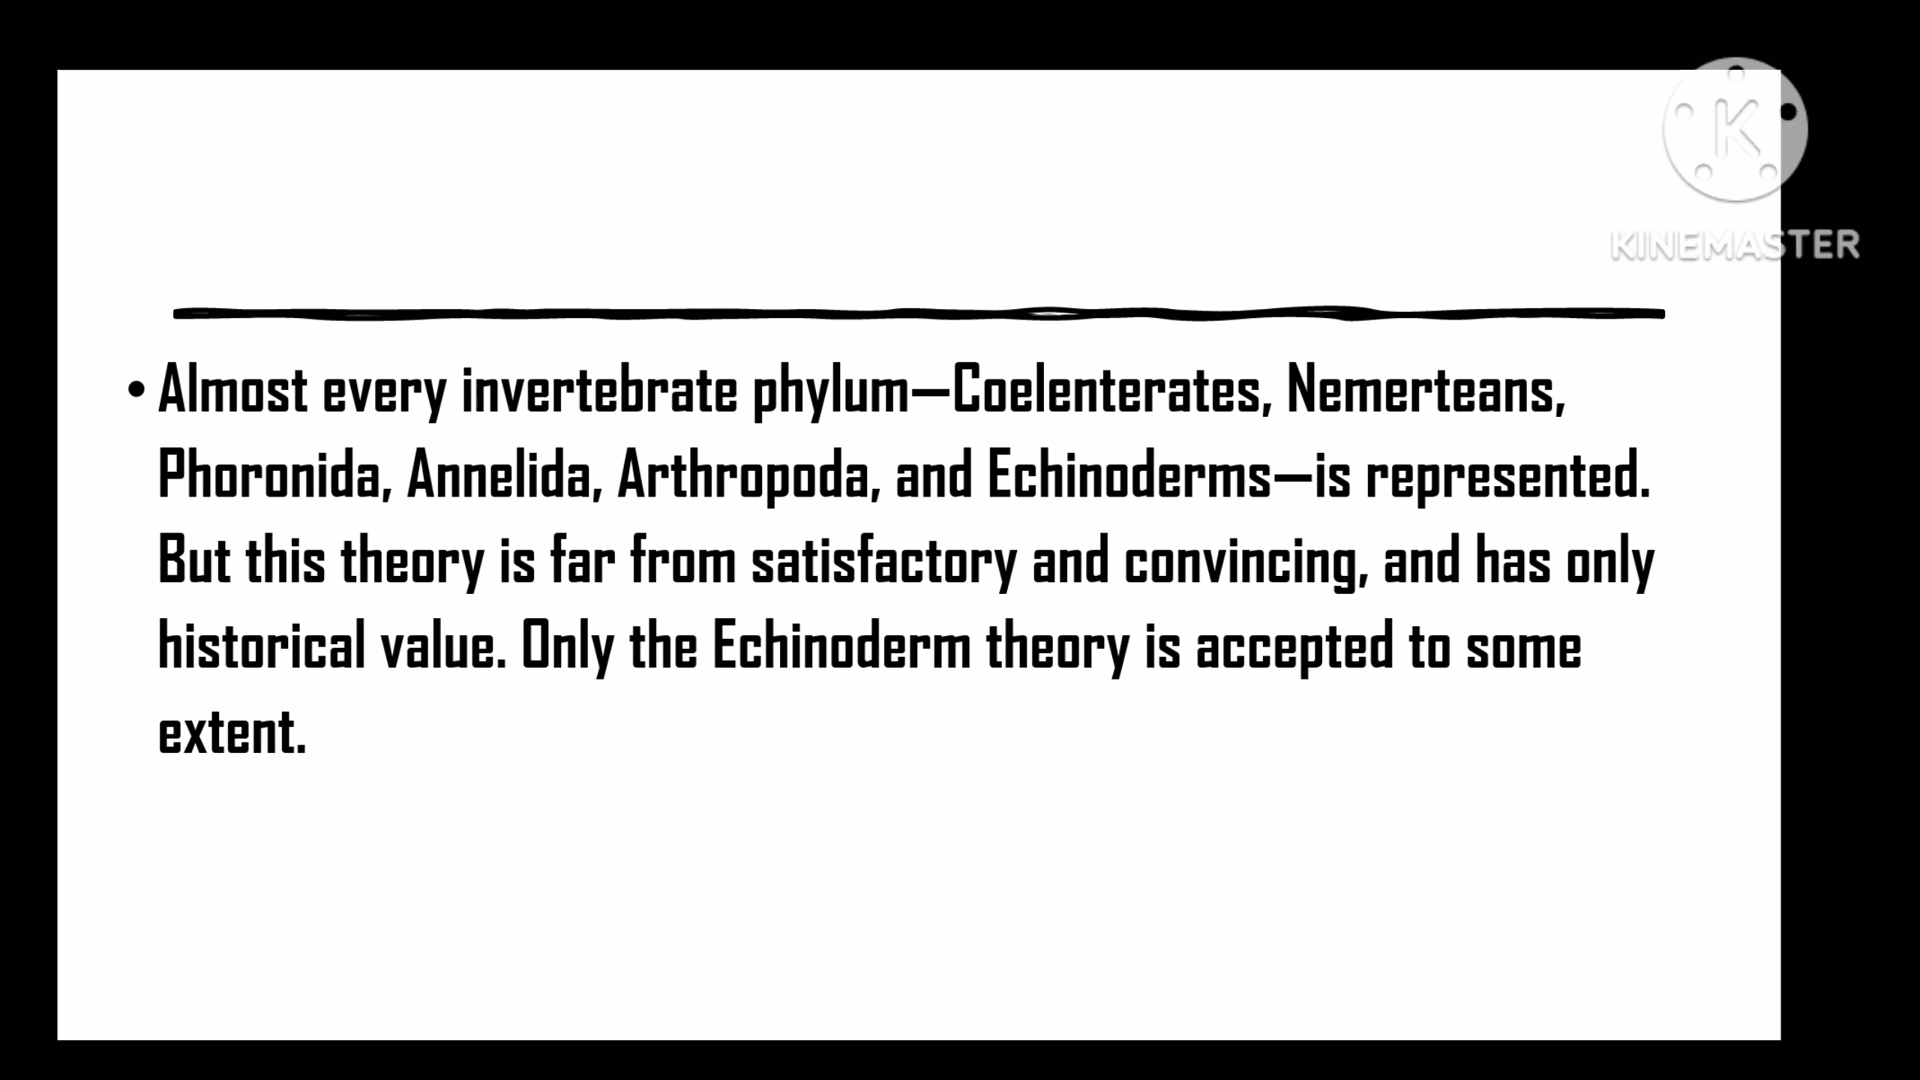 K
KINEMASTER
• Almost every invertebrate phylum—Coelenterates, Nemerteans,
Phoronida, Annelida, Arthropoda, and Echinoderms—is represented.
But this theory is far from satisfactory and convincing, and has only
historical value. Only the Echinoderm theory is accepted to some
extent.